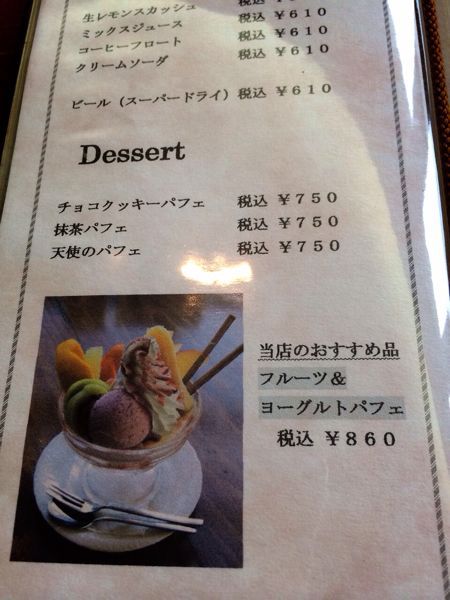 生レモンスカッシュ ¥610
ミックスジュース 税込 ¥610
コーヒーフロート 税込 ¥610
クリームソーダ 税込 ¥610
ビール（スーパードライ） 税込 ¥610
Dessert
チョコクッキーパフェ 税込 ¥750
抹茶パフェ 税込 ¥750
天使のパフェ 税込 ¥750
当店のおすすめ品
フルーツ＆
ヨーグルトパフェ
税込 ¥860